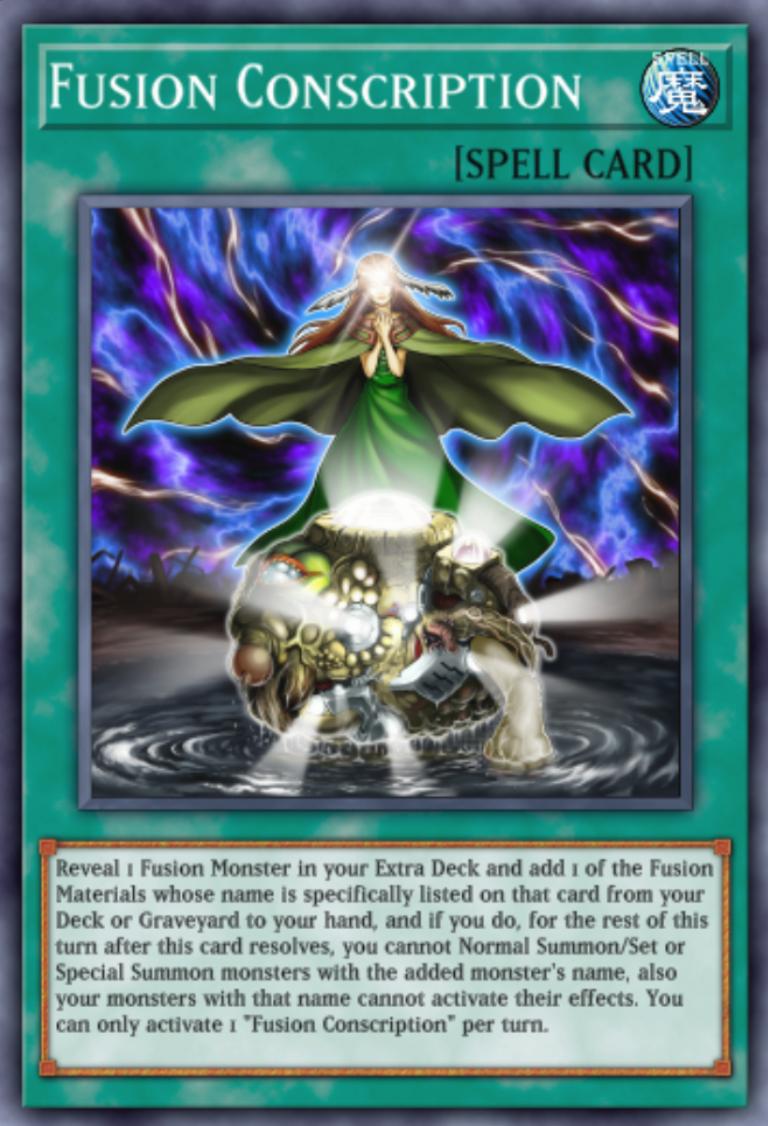 Fusion Conscription
SPELL
魔
[SPELL CARD]
Reveal 1 Fusion Monster in your Extra Deck and add 1 of the Fusion
Materials whose name is specifically listed on that card from your
Deck or Graveyard to your hand, and if you do, for the rest of this
turn after this card resolves, you cannot Normal Summon/Set or
Special Summon monsters with the added monster's name, also
your monsters with that name cannot activate their effects. You
can only activate 1 "Fusion Conscription" per turn.